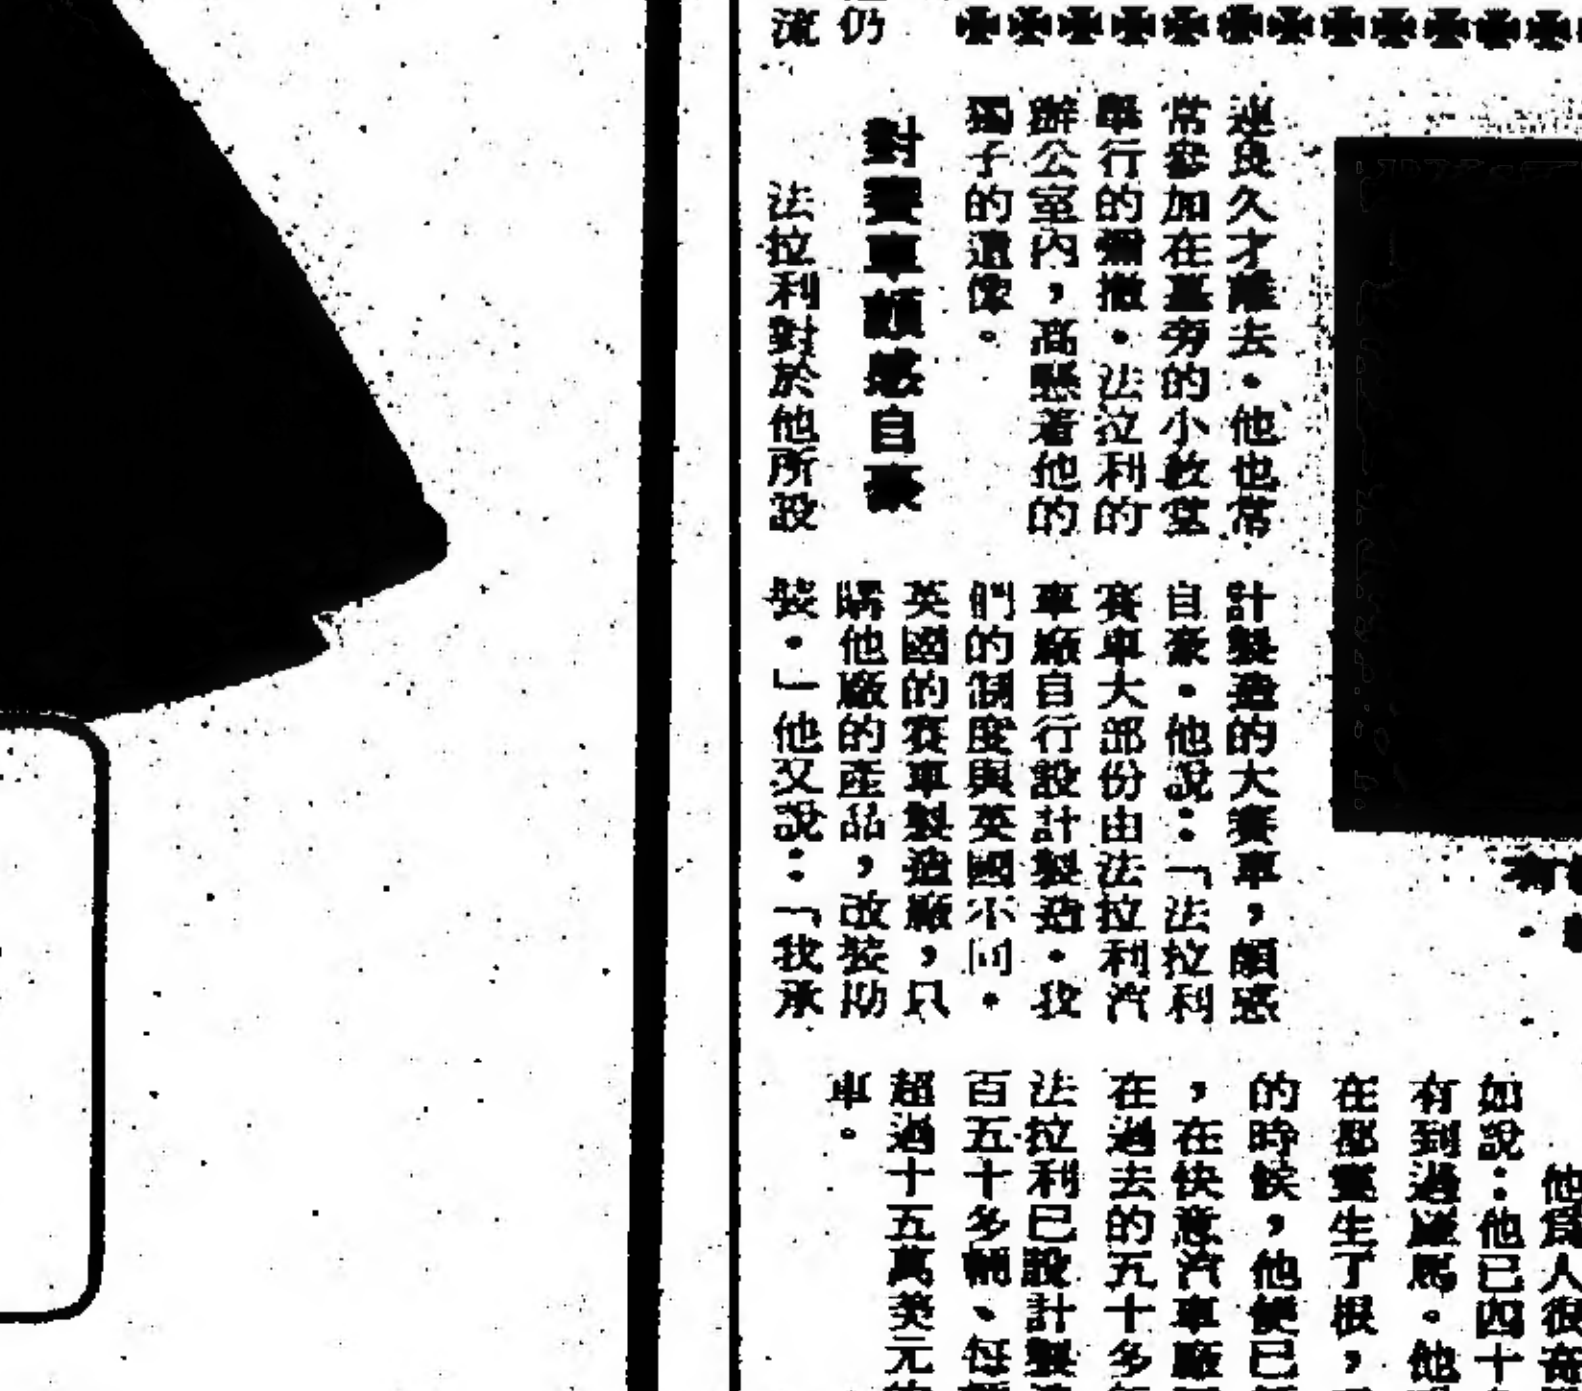 仍
流
連良久才離去。他也常
常參加在墓旁的小教堂
舉行的彌撒。法拉利的
辦公室內，高懸着他的
獨子的遺像。
對賽車頗感自豪
法拉利對於他所設
計製造的大賽車，頗感
自豪。他說：「法拉利
賽車大部份由法拉利汽
車廠自行設計製造。我
們的制度與英國不同。
英國的賽車製造廠，只
購他廠的產品，改裝
裝。」他又說：「我承
他爲人很奇
如說：他已四十
有到過羅馬。他
在那裏生了根，
的時候，他便已
，在快意汽車廠
在過去的五十多
法拉利已設計製
百五十多輛、每輛
超過十五萬美元
車。